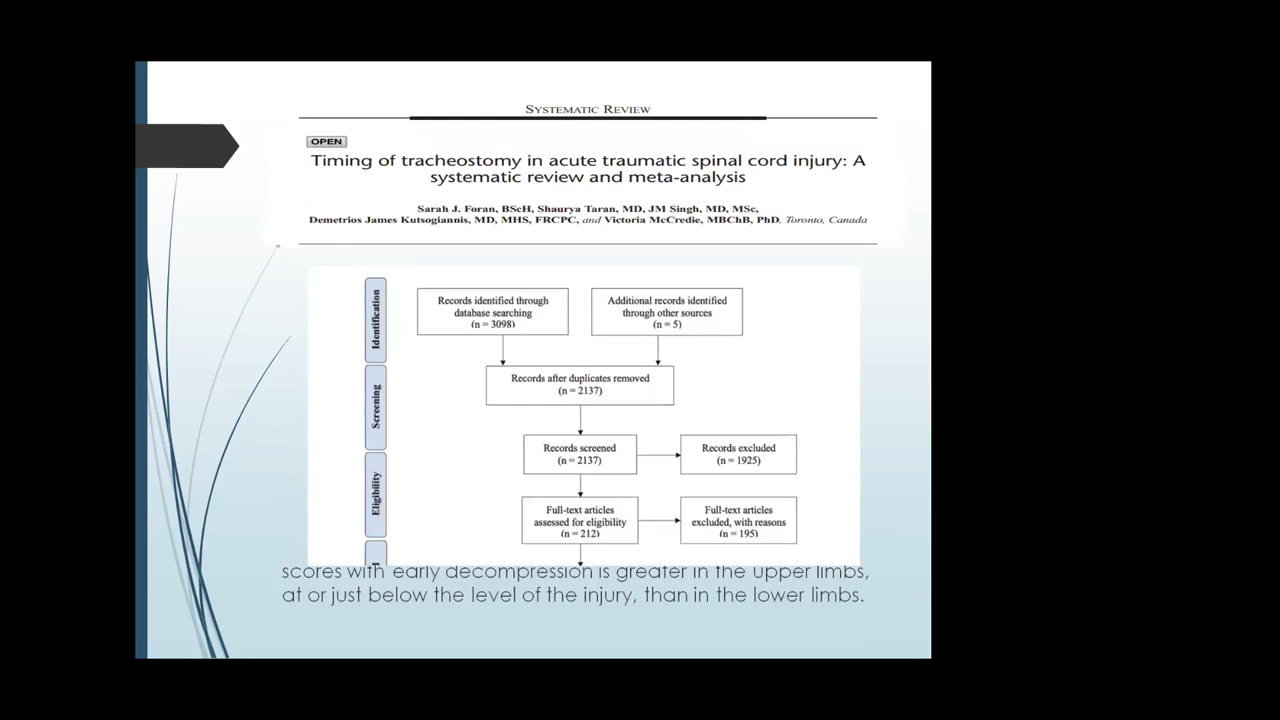 SYSTEMATIC REVIEW
OPEN
Timing of tracheostomy in acute traumatic spinal cord injury: A
systematic review and meta-analysis
Sarah J. Foran, BScH, Shaurya Taran, MD, JM Singh, MD, MSc,
Demetrios James Kutsogiannis, MD, MHS, FRCPC, and Victoria McCredie, MBChB, PhD, Toronto, Canada
Identification
Records identified through
database searching
(n = 3098)
Additional records identified
through other sources
(n = 5)
Screening
Records after duplicates removed
(n = 2137)
Records screened
(n = 2137)
Records excluded
(n = 1925)
Eligibility
Full-text articles
assessed for eligibility
(n = 212)
Full-text articles
excluded, with reasons
(n = 195)
scores with early decompression is greater in the upper limbs,
at or just below the level of the injury, than in the lower limbs.